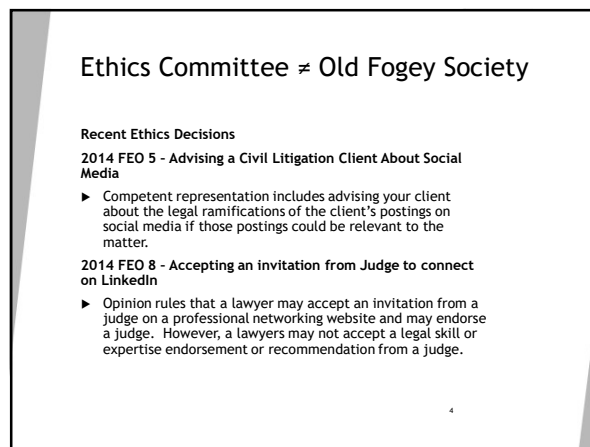 Ethics Committee ≠ Old Fogey Society
Recent Ethics Decisions
2014 FEO 5 - Advising a Civil Litigation Client About Social
Media
▶ Competent representation includes advising your client
about the legal ramifications of the client's postings on
social media if those postings could be relevant to the
matter.
2014 FEO 8 - Accepting an invitation from Judge to connect
on LinkedIn
▶ Opinion rules that a lawyer may accept an invitation from a
judge on a professional networking website and may endorse
a judge. However, a lawyers may not accept a legal skill or
expertise endorsement or recommendation from a judge.
4